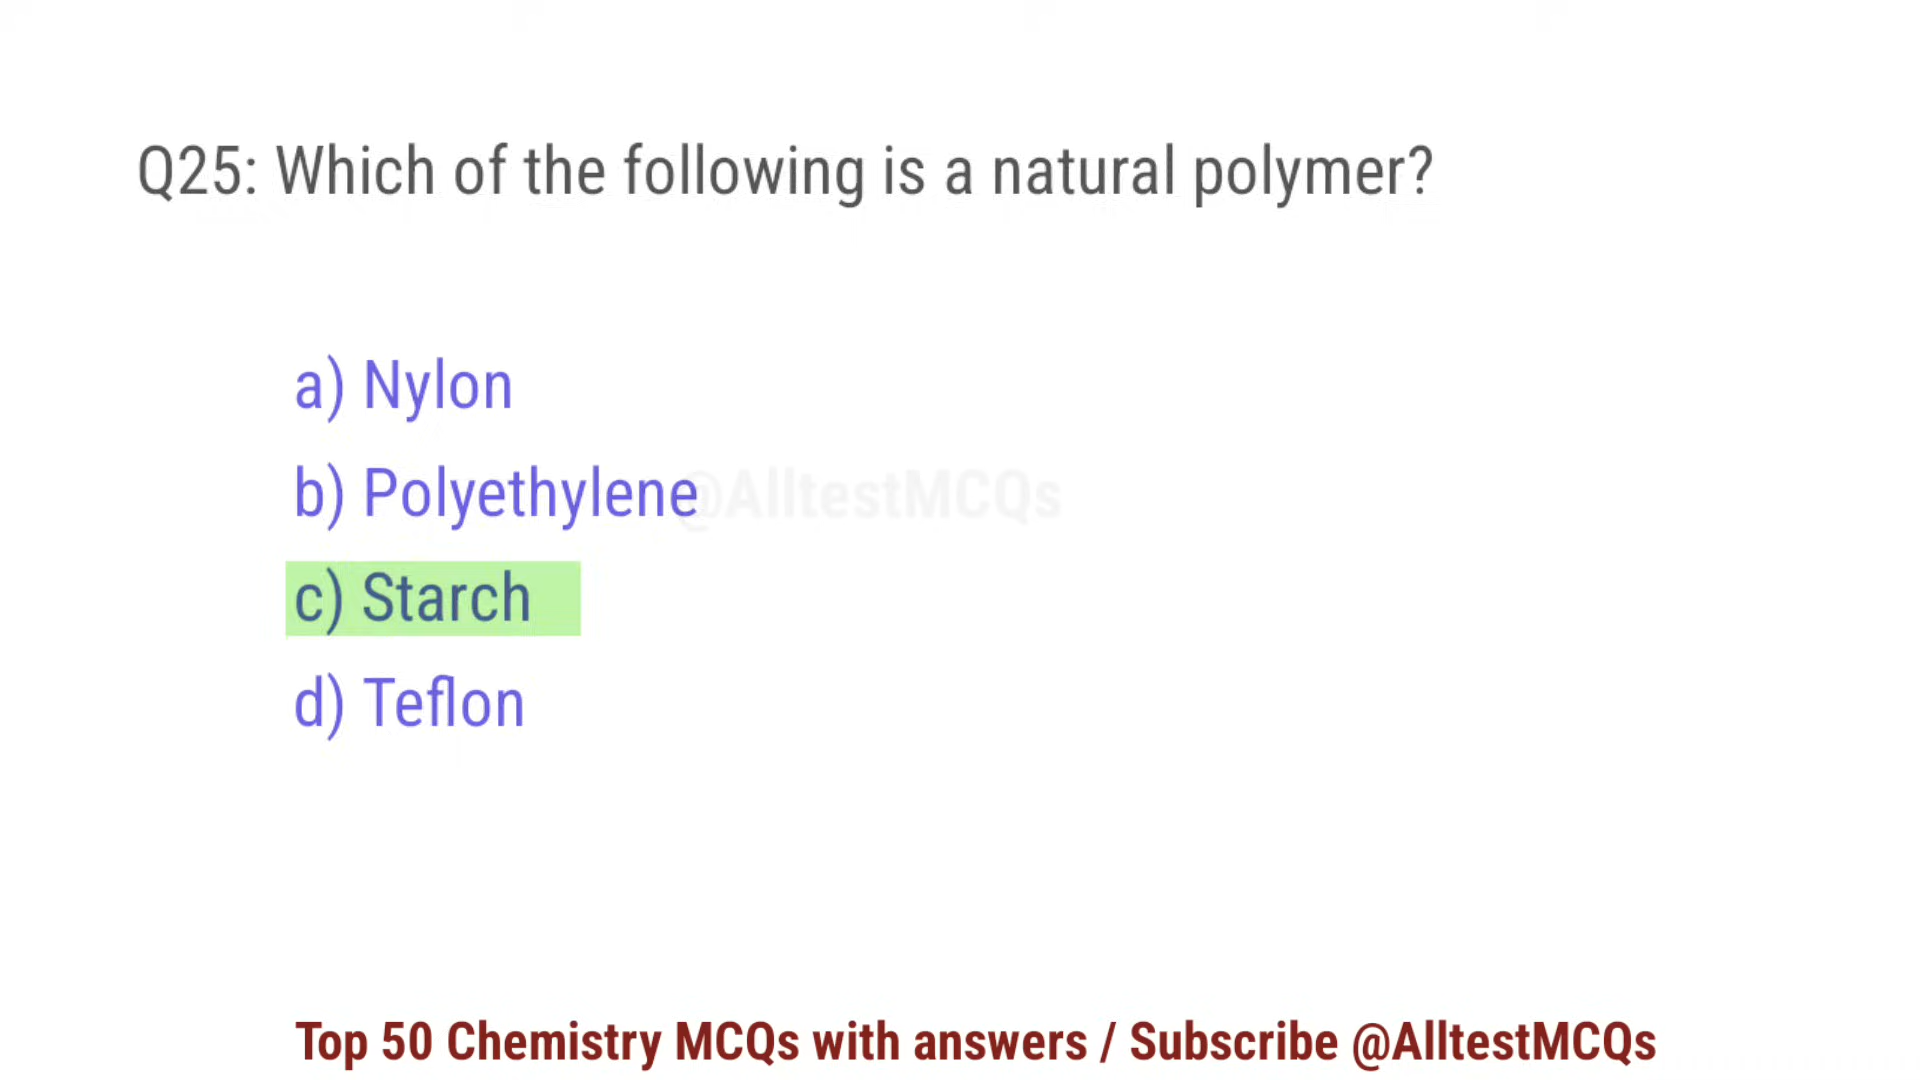 Q25: Which of the following is a natural polymer?
a) Nylon
b) Polyethylene
@AlltestMCQs
c) Starch
d) Teflon
Top 50 Chemistry MCQs with answers / Subscribe @AlltestMCQs